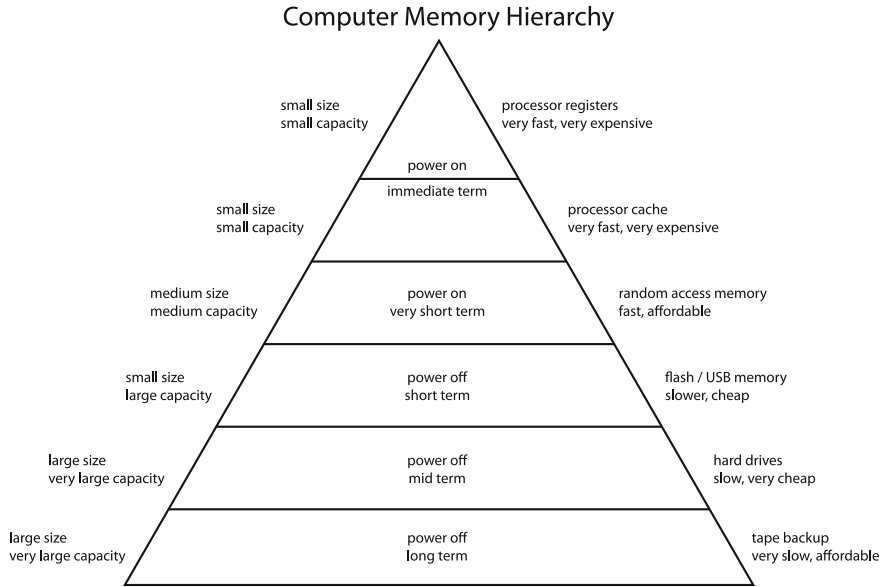 Computer Memory Hierarchy
small size
small capacity
processor registers
very fast, very expensive
power on
immediate term
small size
small capacity
processor cache
very fast, very expensive
medium size
medium capacity
power on
very short term
random access memory
fast, affordable
small size
large capacity
power off
short term
flash / USB memory
slower, cheap
large size
very large capacity
power off
mid term
hard drives
slow, very cheap
large size
very large capacity
power off
long term
tape backup
very slow, affordable